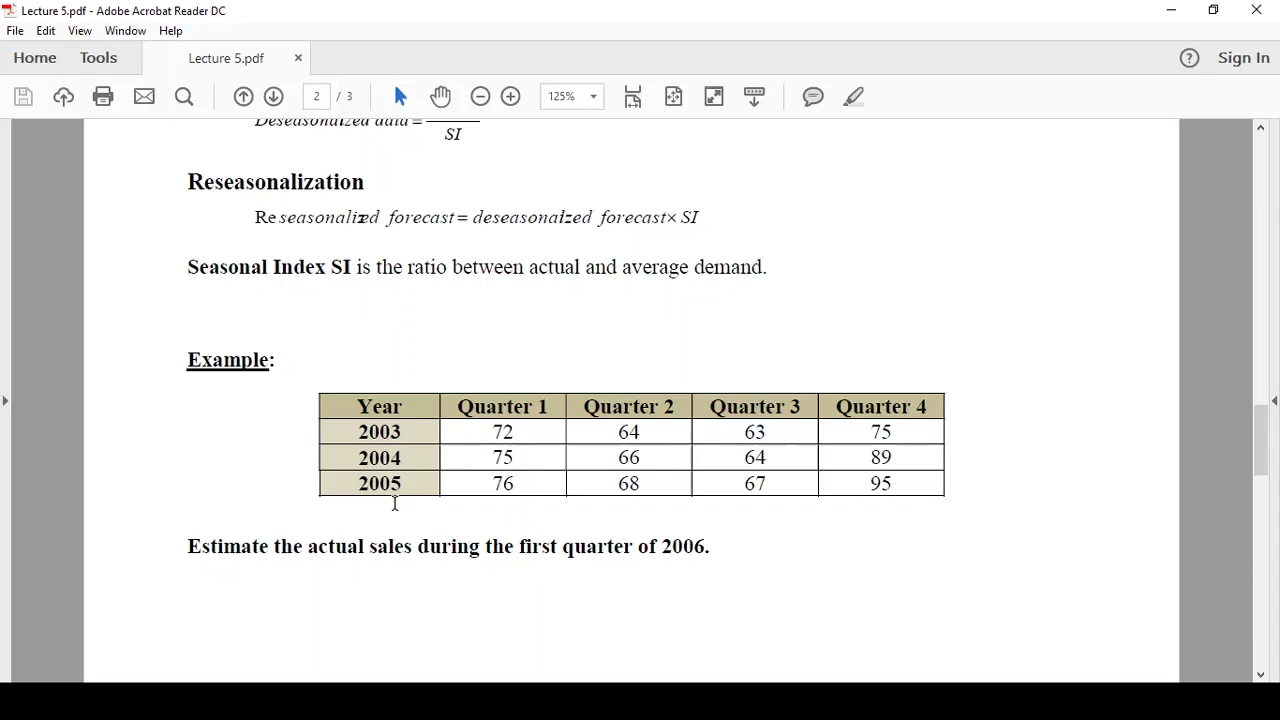 Lecture 5.pdf - Adobe Acrobat Reader DC
File Edit View Window Help
Home Tools Lecture 5.pdf × Sign In
2 / 3 125%
Deseasonalized data =
SI
Reseasonalization
Re seasonalized forecast = deseasonalized forecast × SI
Seasonal Index SI is the ratio between actual and average demand.
Example:
Year Quarter 1 Quarter 2 Quarter 3 Quarter 4
2003 72 64 63 75
2004 75 66 64 89
2005 76 68 67 95
Estimate the actual sales during the first quarter of 2006.